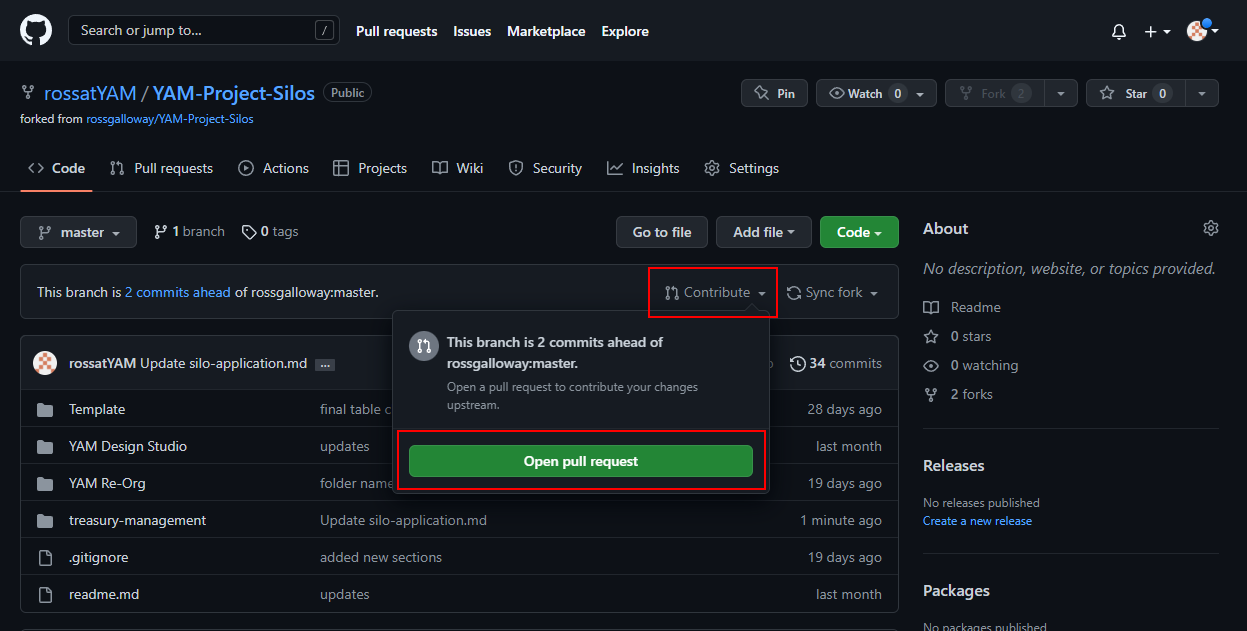 Search or jump to... /
Pull requests Issues Marketplace Explore
rossatYAM / YAM-Project-Silos Public
Pin Watch 0 Fork 2 Star 0
forked from rossgalloway/YAM-Project-Silos
Code Pull requests Actions Projects Wiki Security Insights Settings
master 1 branch 0 tags Go to file Add file Code
This branch is 2 commits ahead of rossgalloway:master. Contribute Sync fork
This branch is 2 commits ahead of
rossgalloway:master.
Open a pull request to contribute your changes
upstream.
Open pull request
rossatYAM Update silo-application.md ... 34 commits
Template final table c 28 days ago
YAM Design Studio updates last month
YAM Re-Org folder name 19 days ago
treasury-management Update silo-application.md 1 minute ago
.gitignore added new sections 19 days ago
readme.md updates last month
About
No description, website, or topics provided.
Readme
0 stars
0 watching
2 forks
Releases
No releases published
Create a new release
Packages
No packages published